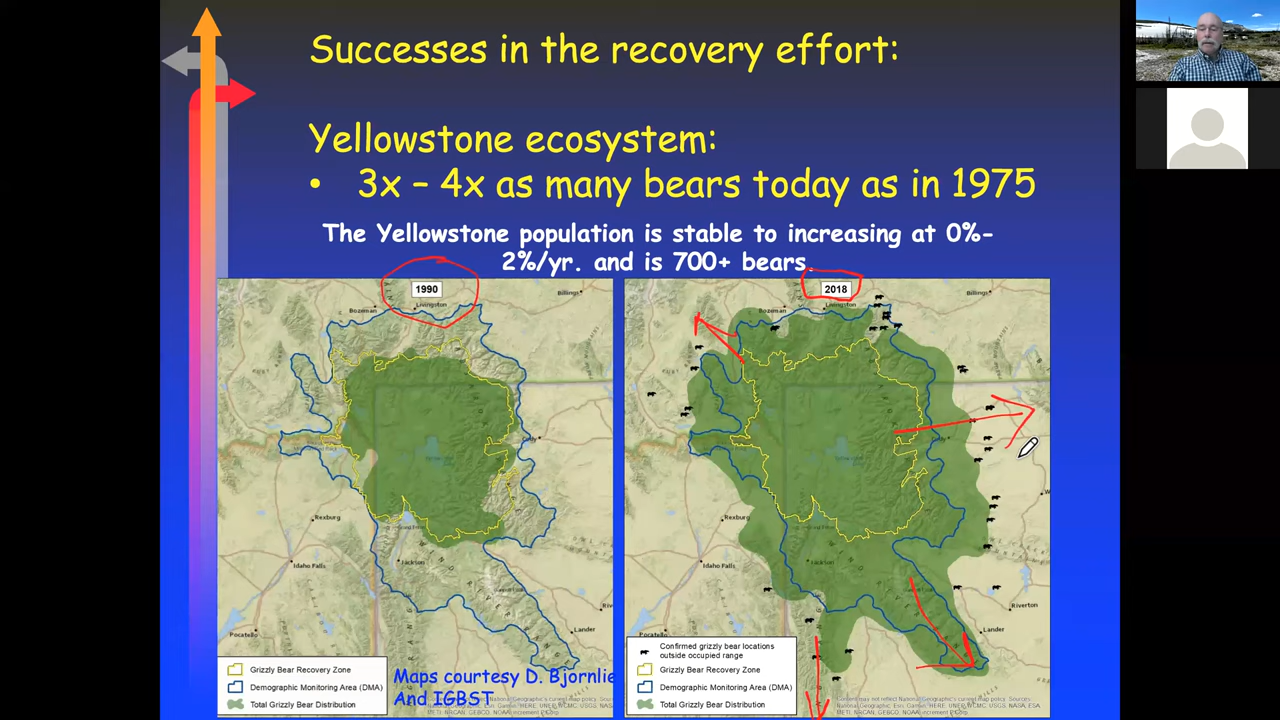 Successes in the recovery effort:
Yellowstone ecosystem:
• 3x – 4x as many bears today as in 1975
The Yellowstone population is stable to increasing at 0%-
2%/yr. and is 700+ bears.
1990
Livingston
Bozeman
Billings
Cody
Rexburg
Idaho Falls
Jackson
Pocatello
Lander
Grizzly Bear Recovery Zone
Demographic Monitoring Area (DMA)
Total Grizzly Bear Distribution
Maps courtesy D. Bjornlie
And IGBST
2018
Livingston
Bozeman
Billings
Rexburg
Idaho Falls
Jackson
Riverton
Lander
Confirmed grizzly bear locations
outside occupied range
Grizzly Bear Recovery Zone
Demographic Monitoring Area (DMA)
Total Grizzly Bear Distribution